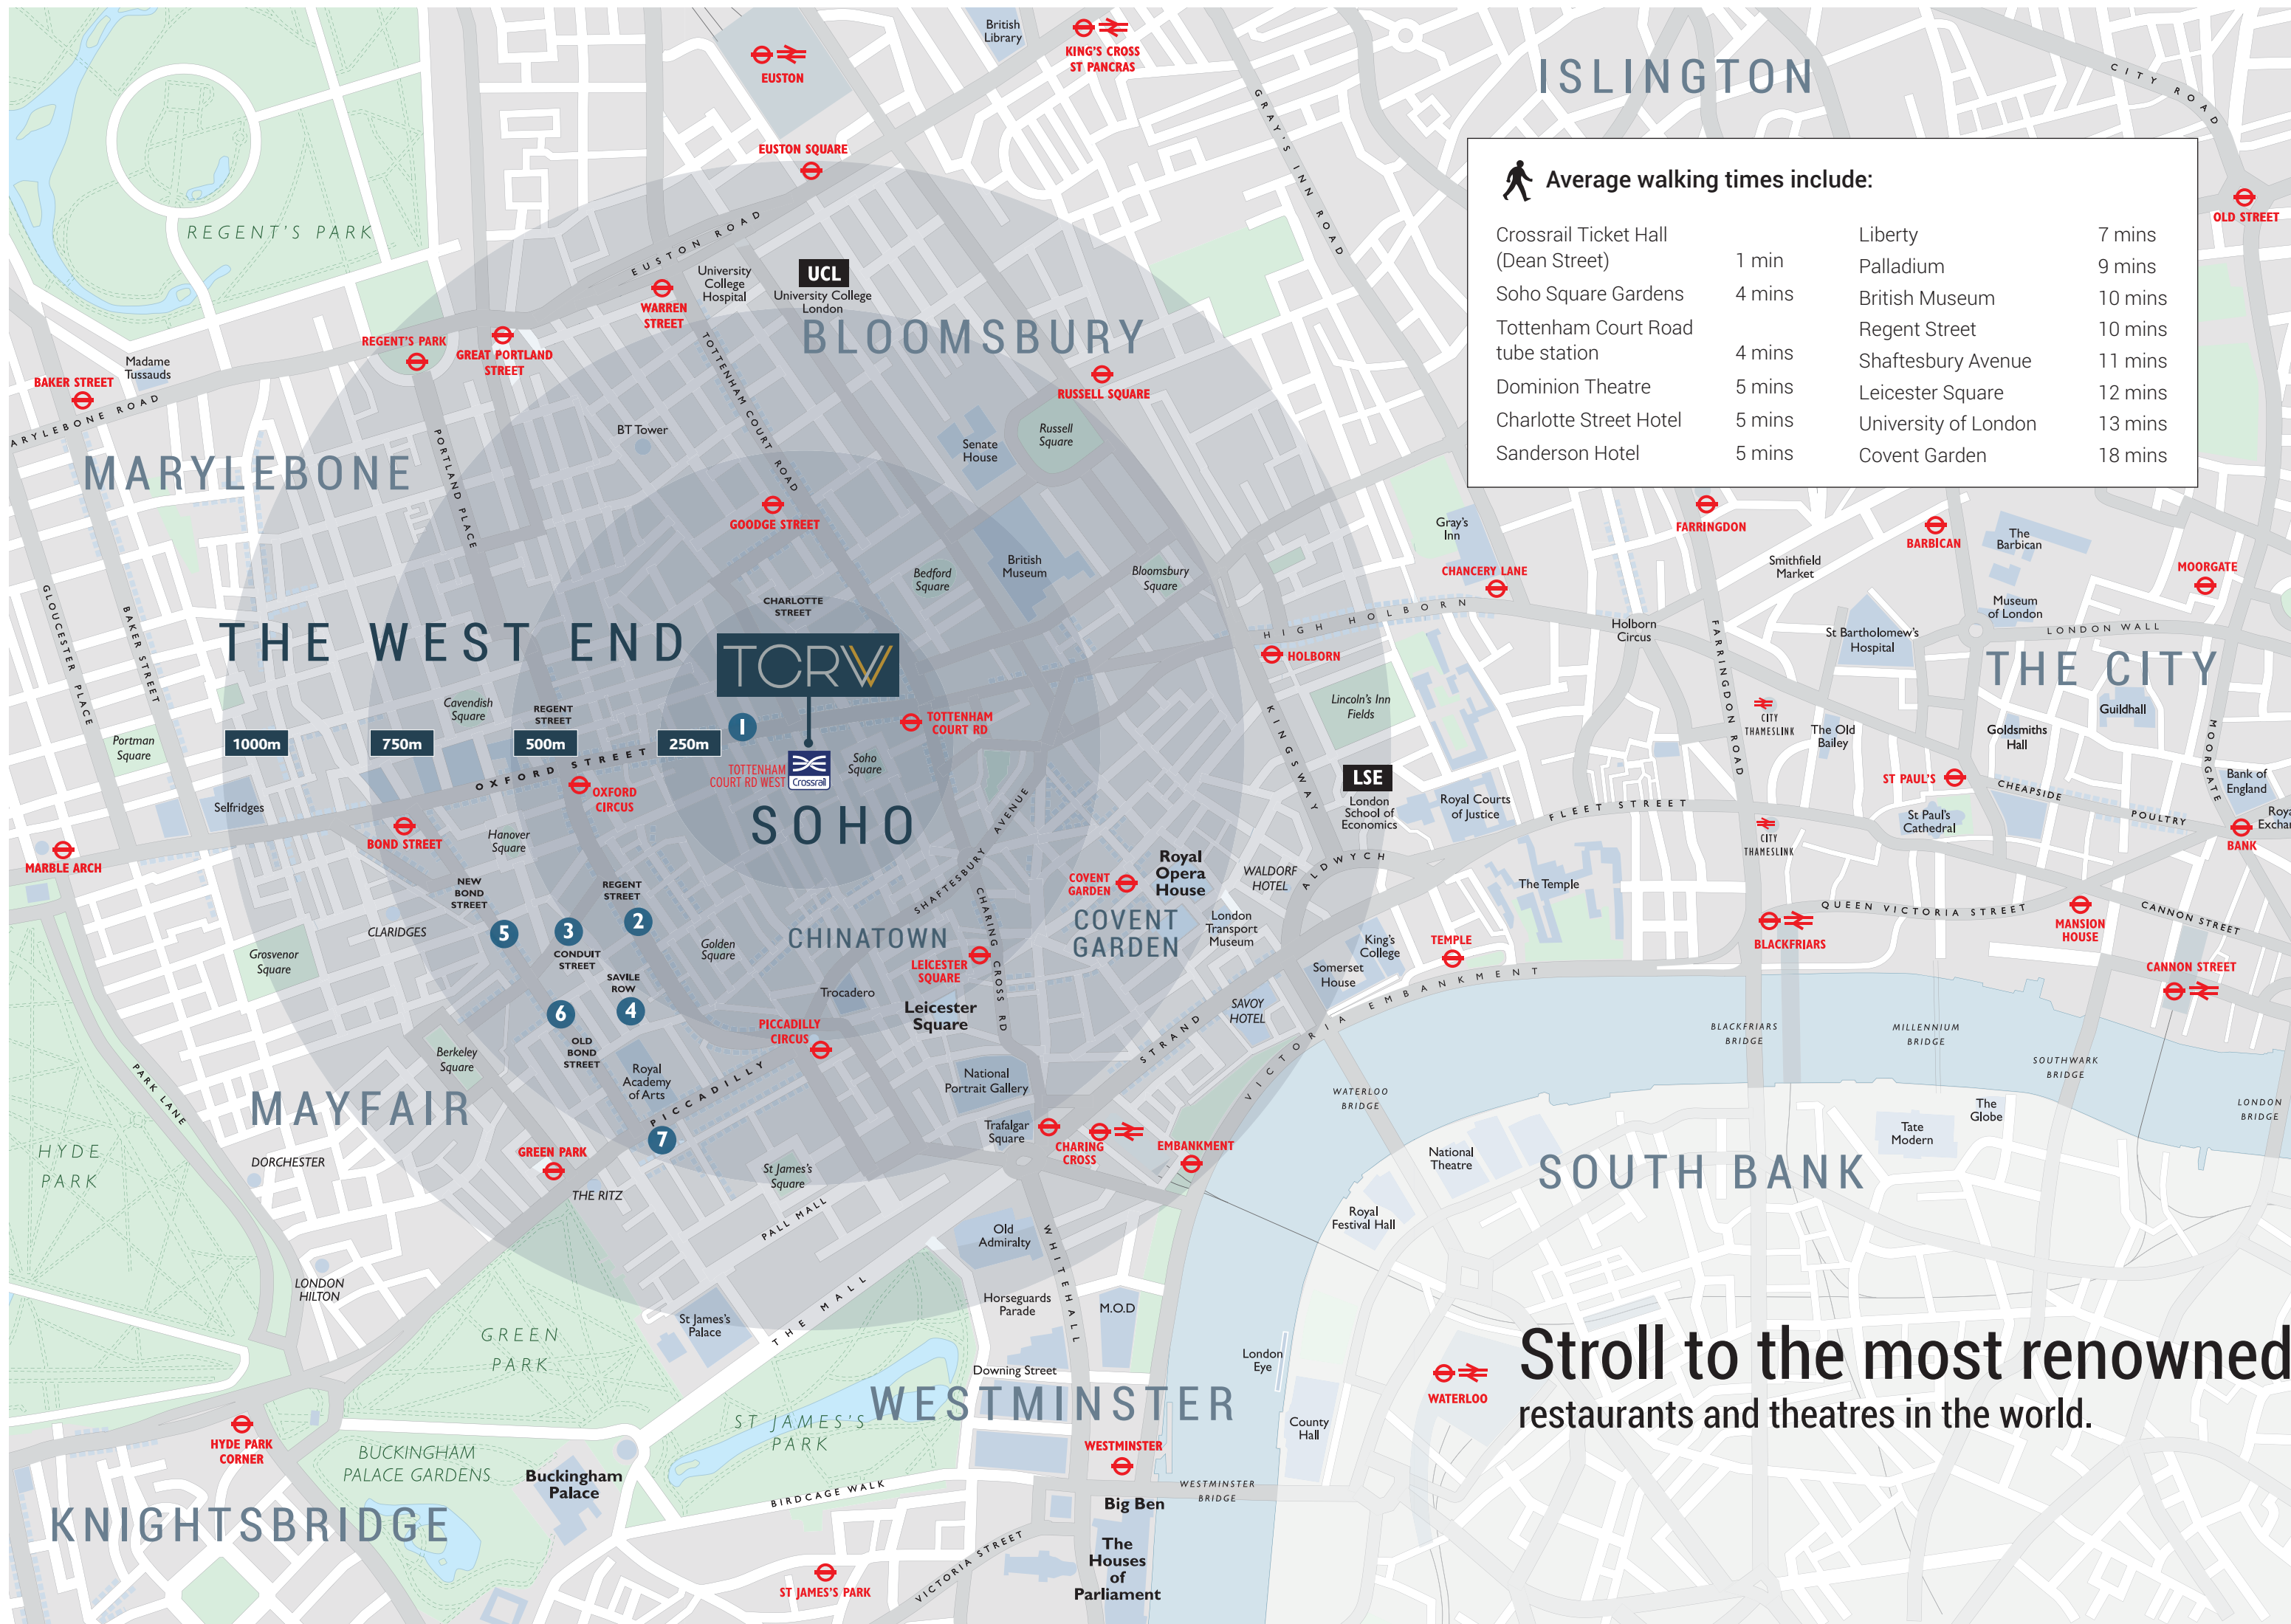 British
Library
KING'S CROSS
ST PANCRAS
EUSTON
ISLINGTON
CITY ROAD
EUSTON SQUARE
GRAY'S INN ROAD
Average walking times include:
Crossrail Ticket Hall
(Dean Street) 1 min
Soho Square Gardens 4 mins
Tottenham Court Road
tube station 4 mins
Dominion Theatre 5 mins
Charlotte Street Hotel 5 mins
Sanderson Hotel 5 mins
Liberty 7 mins
Palladium 9 mins
British Museum 10 mins
Regent Street 10 mins
Shaftesbury Avenue 11 mins
Leicester Square 12 mins
University of London 13 mins
Covent Garden 18 mins
OLD STREET
REGENT'S PARK
EUSTON ROAD
University
College
Hospital
UCL
University College
London
WARREN
STREET
BLOOMSBURY
REGENT'S PARK
GREAT PORTLAND
STREET
Madame
Tussauds
BAKER STREET
ARYLEBONE ROAD
TOTTENHAM COURT ROAD
RUSSELL SQUARE
Russell
Square
BT Tower
Senate
House
PORTLAND PLACE
MARYLEBONE
GOODGE STREET
Gray's
Inn
FARRINGDON
BARBICAN
The
Barbican
Smithfield
Market
MOORGATE
Bedford
Square
British
Museum
Bloomsbury
Square
CHANCERY LANE
CHARLOTTE
STREET
HIGH HOLBORN
Museum
of London
Holborn
Circus
St Bartholomew's
Hospital
LONDON WALL
GLOUCESTER PLACE
BAKER STREET
THE WEST END
TCRW
HOLBORN
FARRINGDON ROAD
THE CITY
Cavendish
Square
REGENT
STREET
Lincoln's Inn
Fields
Guildhall
1
TOTTENHAM
COURT RD
KINGSWAY
CITY
THAMESLINK
The Old
Bailey
Goldsmiths
Hall
MOORGATE
Portman
Square
1000m
750m
500m
250m
OXFORD STREET
TOTTENHAM
COURT RD WEST
Crossrail
Soho
Square
OXFORD
CIRCUS
LSE
London
School of
Economics
Royal Courts
of Justice
ST PAUL'S
CHEAPSIDE
Bank of
England
Selfridges
SOHO
SHAFTESBURY AVENUE
FLEET STREET
St Paul's
Cathedral
POULTRY
Roya
Excha
BANK
BOND STREET
Hanover
Square
MARBLE ARCH
CITY
THAMESLINK
Royal
Opera
House
WALDORF
HOTEL
ALDWYCH
COVENT
GARDEN
NEW
BOND
STREET
REGENT
STREET
The Temple
CHARING CROSS RD
QUEEN VICTORIA STREET
MANSION
HOUSE
CANNON STREET
CLARIDGES
5
3
2
CONDUIT
STREET
Golden
Square
CHINATOWN
COVENT
GARDEN
London
Transport
Museum
King's
College
TEMPLE
BLACKFRIARS
Grosvenor
Square
LEICESTER
SQUARE
Somerset
House
VICTORIA EMBANKMENT
CANNON STREET
SAVILE
ROW
Trocadero
Leicester
Square
SAVOY
HOTEL
6
4
PICCADILLY
CIRCUS
STRAND
BLACKFRIARS
BRIDGE
MILLENNIUM
BRIDGE
SOUTHWARK
BRIDGE
OLD
BOND
STREET
Berkeley
Square
Royal
Academy
of Arts
National
Portrait Gallery
WATERLOO
BRIDGE
The
Globe
LONDON
BRIDGE
PARK LANE
MAYFAIR
PICCADILLY
7
Trafalgar
Square
CHARING
CROSS
EMBANKMENT
Tate
Modern
HYDE
PARK
DORCHESTER
GREEN PARK
THE RITZ
St James's
Square
National
Theatre
SOUTH BANK
PALL MALL
Royal
Festival Hall
Old
Admiralty
WHITEHALL
LONDON
HILTON
THE MALL
Horseguards
Parade
M.O.D
St James's
Palace
GREEN
PARK
London
Eye
Downing Street
WATERLOO
Stroll to the most renowned
restaurants and theatres in the world.
WESTMINSTER
ST JAMES'S
PARK
County
Hall
HYDE PARK
CORNER
BUCKINGHAM
PALACE GARDENS
Buckingham
Palace
WESTMINSTER
WESTMINSTER
BRIDGE
BIRDCAGE WALK
Big Ben
KNIGHTSBRIDGE
VICTORIA STREET
The
Houses
of
Parliament
ST JAMES'S PARK